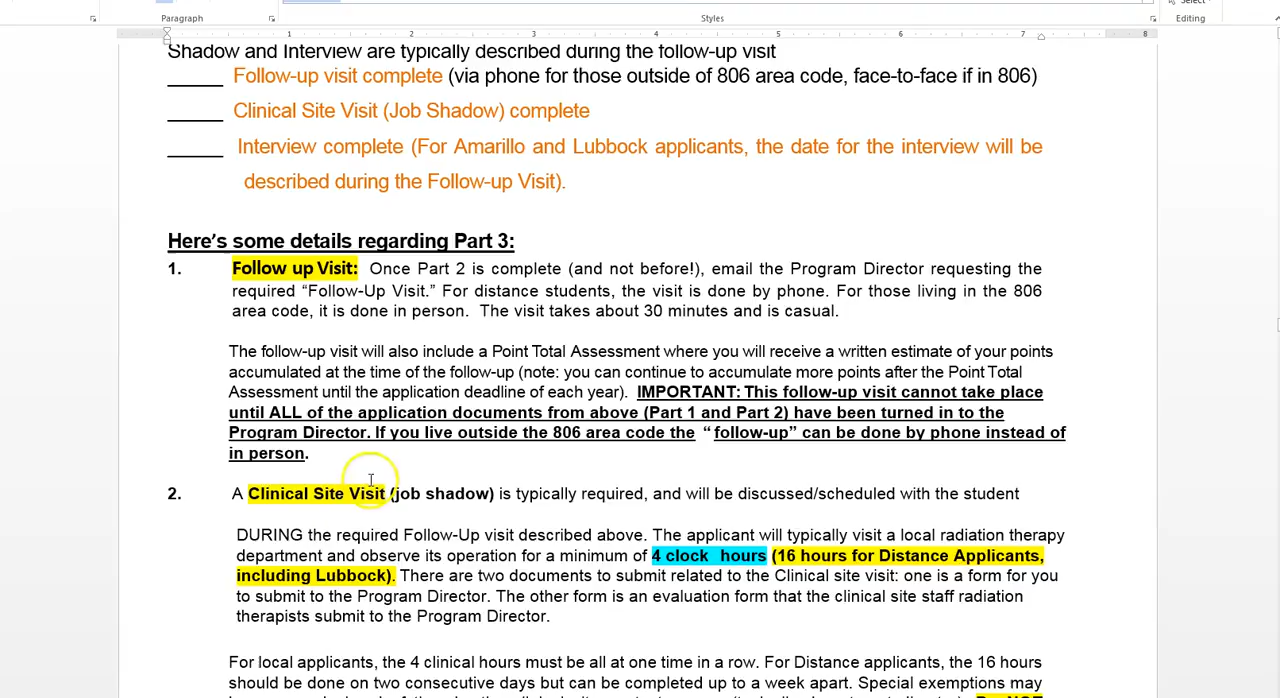 Select
Paragraph
Styles
Editing
1 2 3 4 5 6 7 8
Shadow and Interview are typically described during the follow-up visit
______ Follow-up visit complete (via phone for those outside of 806 area code, face-to-face if in 806)
______ Clinical Site Visit (Job Shadow) complete
______ Interview complete (For Amarillo and Lubbock applicants, the date for the interview will be
described during the Follow-up Visit).
Here's some details regarding Part 3:
1. Follow up Visit: Once Part 2 is complete (and not before!), email the Program Director requesting the
required “Follow-Up Visit.” For distance students, the visit is done by phone. For those living in the 806
area code, it is done in person. The visit takes about 30 minutes and is casual.
The follow-up visit will also include a Point Total Assessment where you will receive a written estimate of your points
accumulated at the time of the follow-up (note: you can continue to accumulate more points after the Point Total
Assessment until the application deadline of each year). IMPORTANT: This follow-up visit cannot take place
until ALL of the application documents from above (Part 1 and Part 2) have been turned in to the
Program Director. If you live outside the 806 area code the “follow-up” can be done by phone instead of
in person.
2. A Clinical Site Visit (job shadow) is typically required, and will be discussed/scheduled with the student
DURING the required Follow-Up visit described above. The applicant will typically visit a local radiation therapy
department and observe its operation for a minimum of 4 clock hours (16 hours for Distance Applicants,
including Lubbock). There are two documents to submit related to the Clinical site visit: one is a form for you
to submit to the Program Director. The other form is an evaluation form that the clinical site staff radiation
therapists submit to the Program Director.
For local applicants, the 4 clinical hours must be all at one time in a row. For Distance applicants, the 16 hours
should be done on two consecutive days but can be completed up to a week apart. Special exemptions may